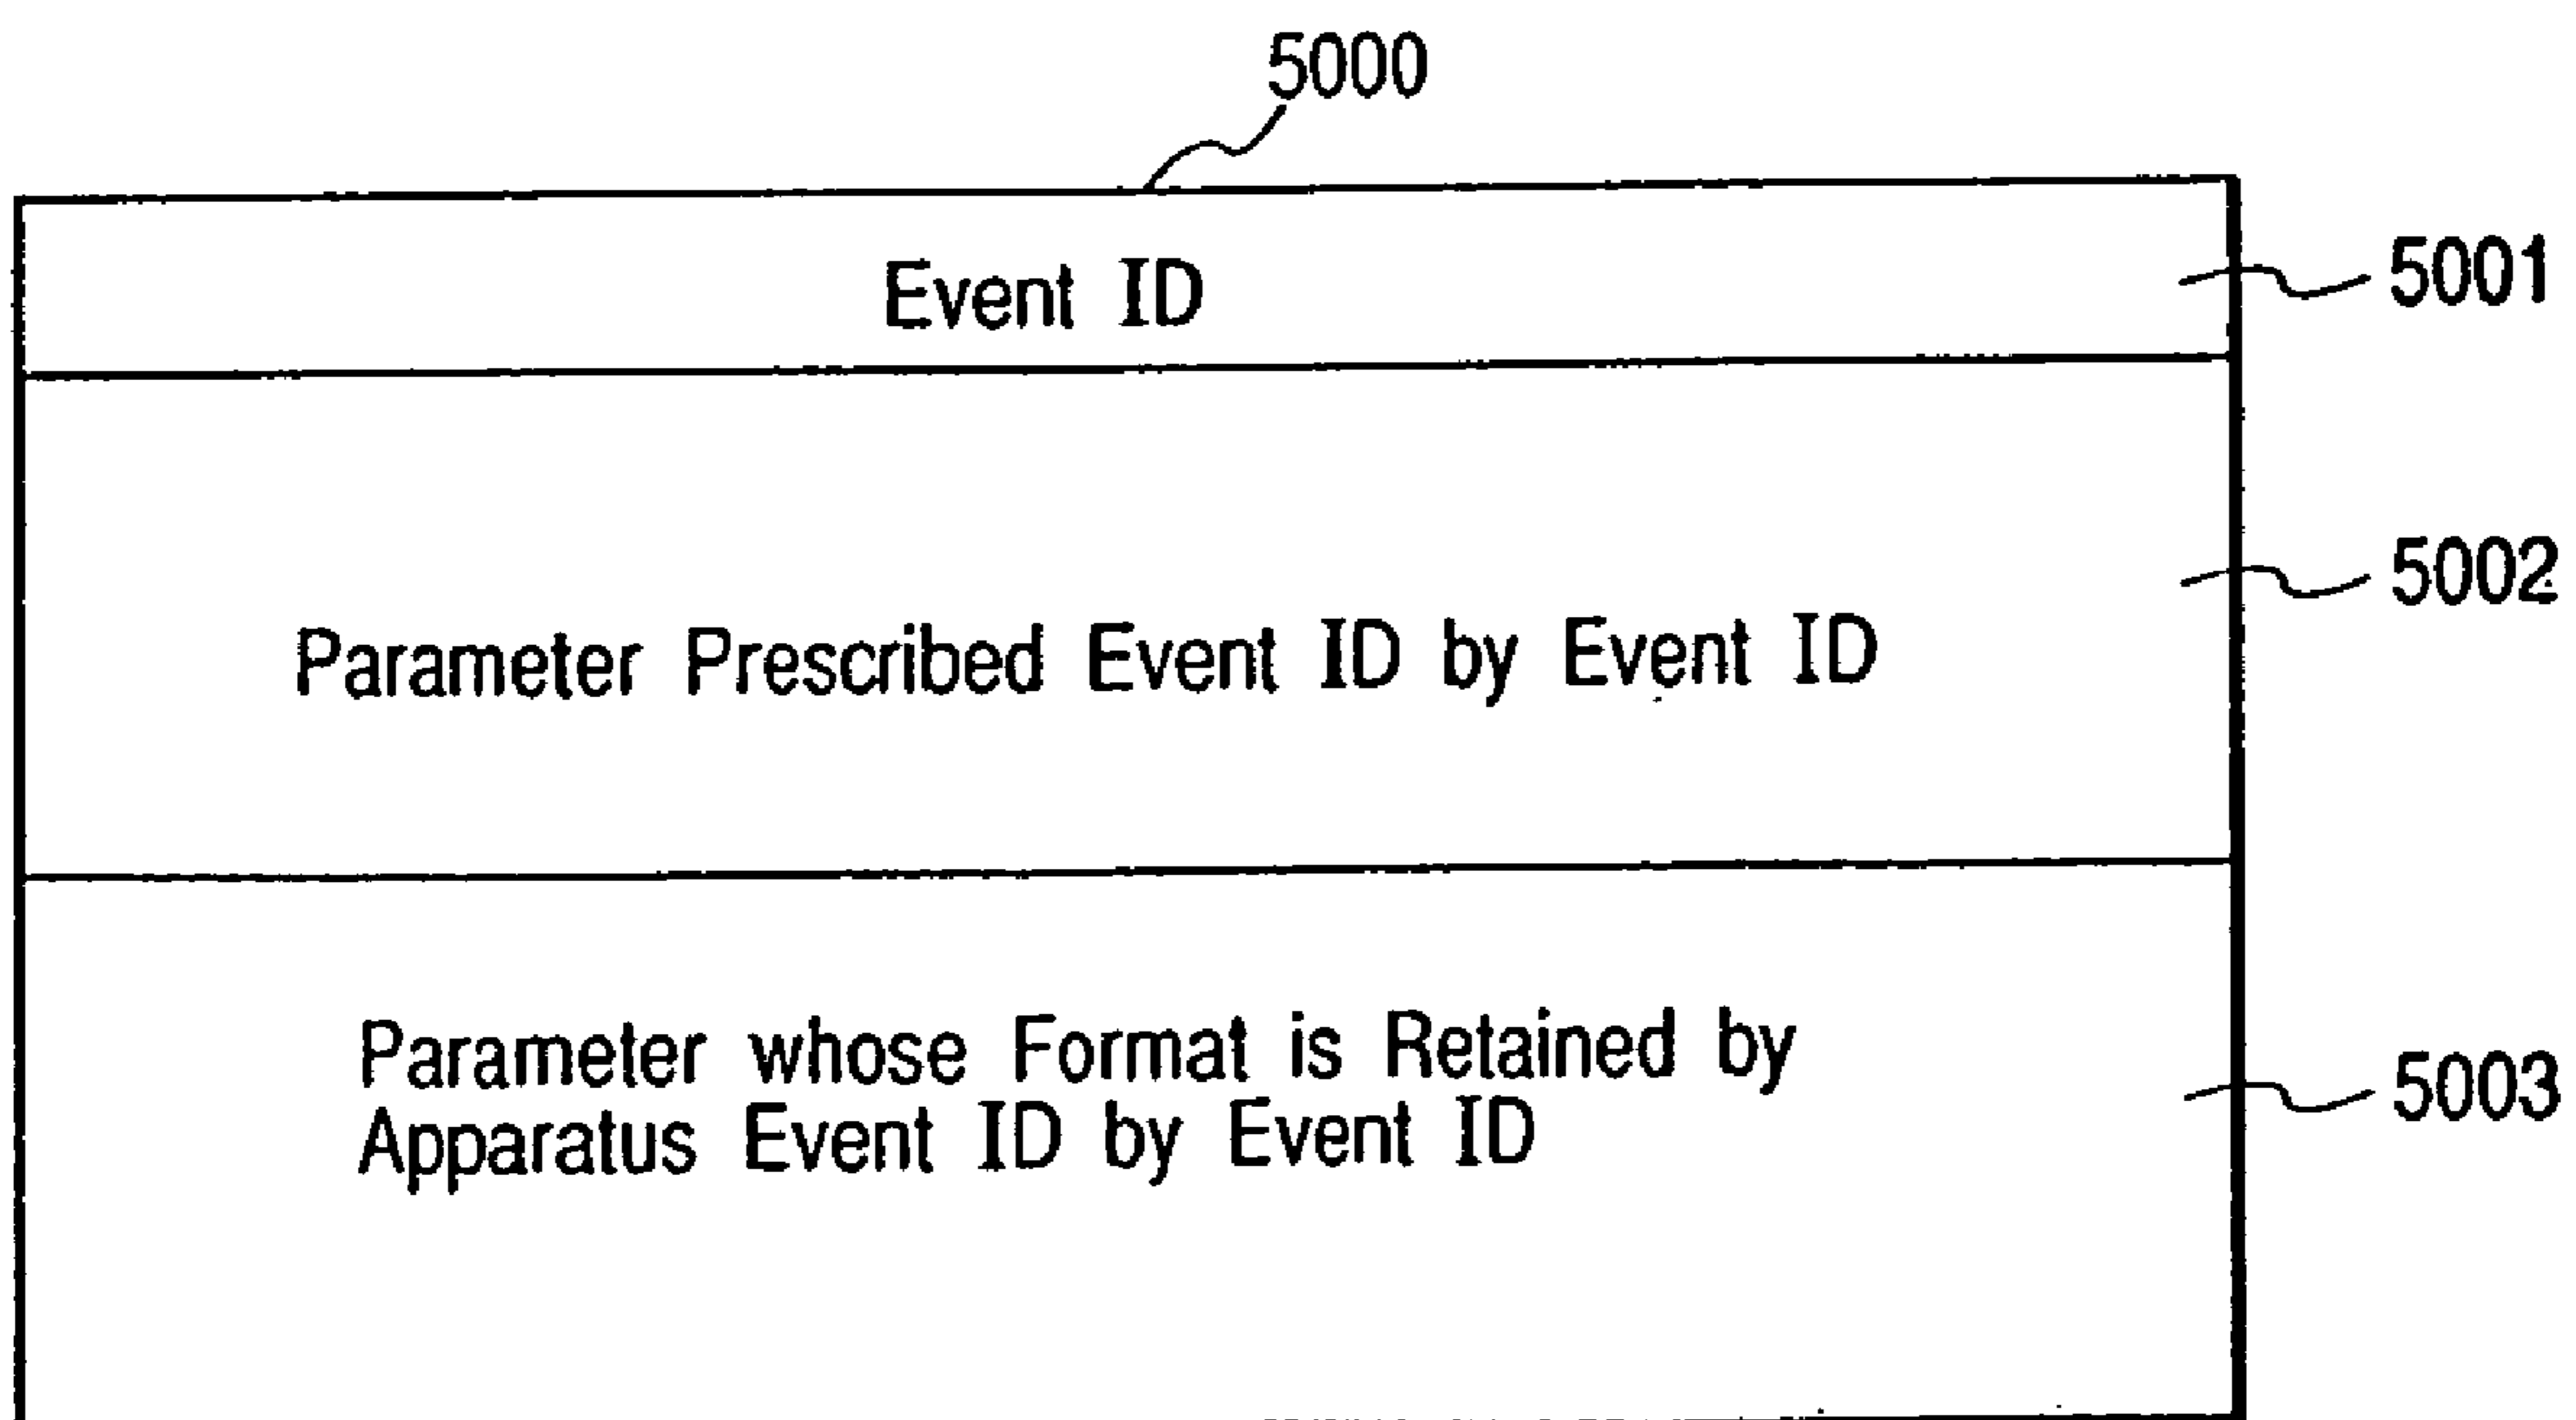 5000
Event ID
5001
Parameter Prescribed Event ID by Event ID
5002
Parameter whose Format is Retained by
Apparatus Event ID by Event ID
5003